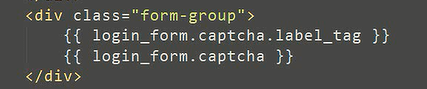 <div class="form-group">
    {{ login_form.captcha.label_tag }}
    {{ login_form.captcha }}
</div>